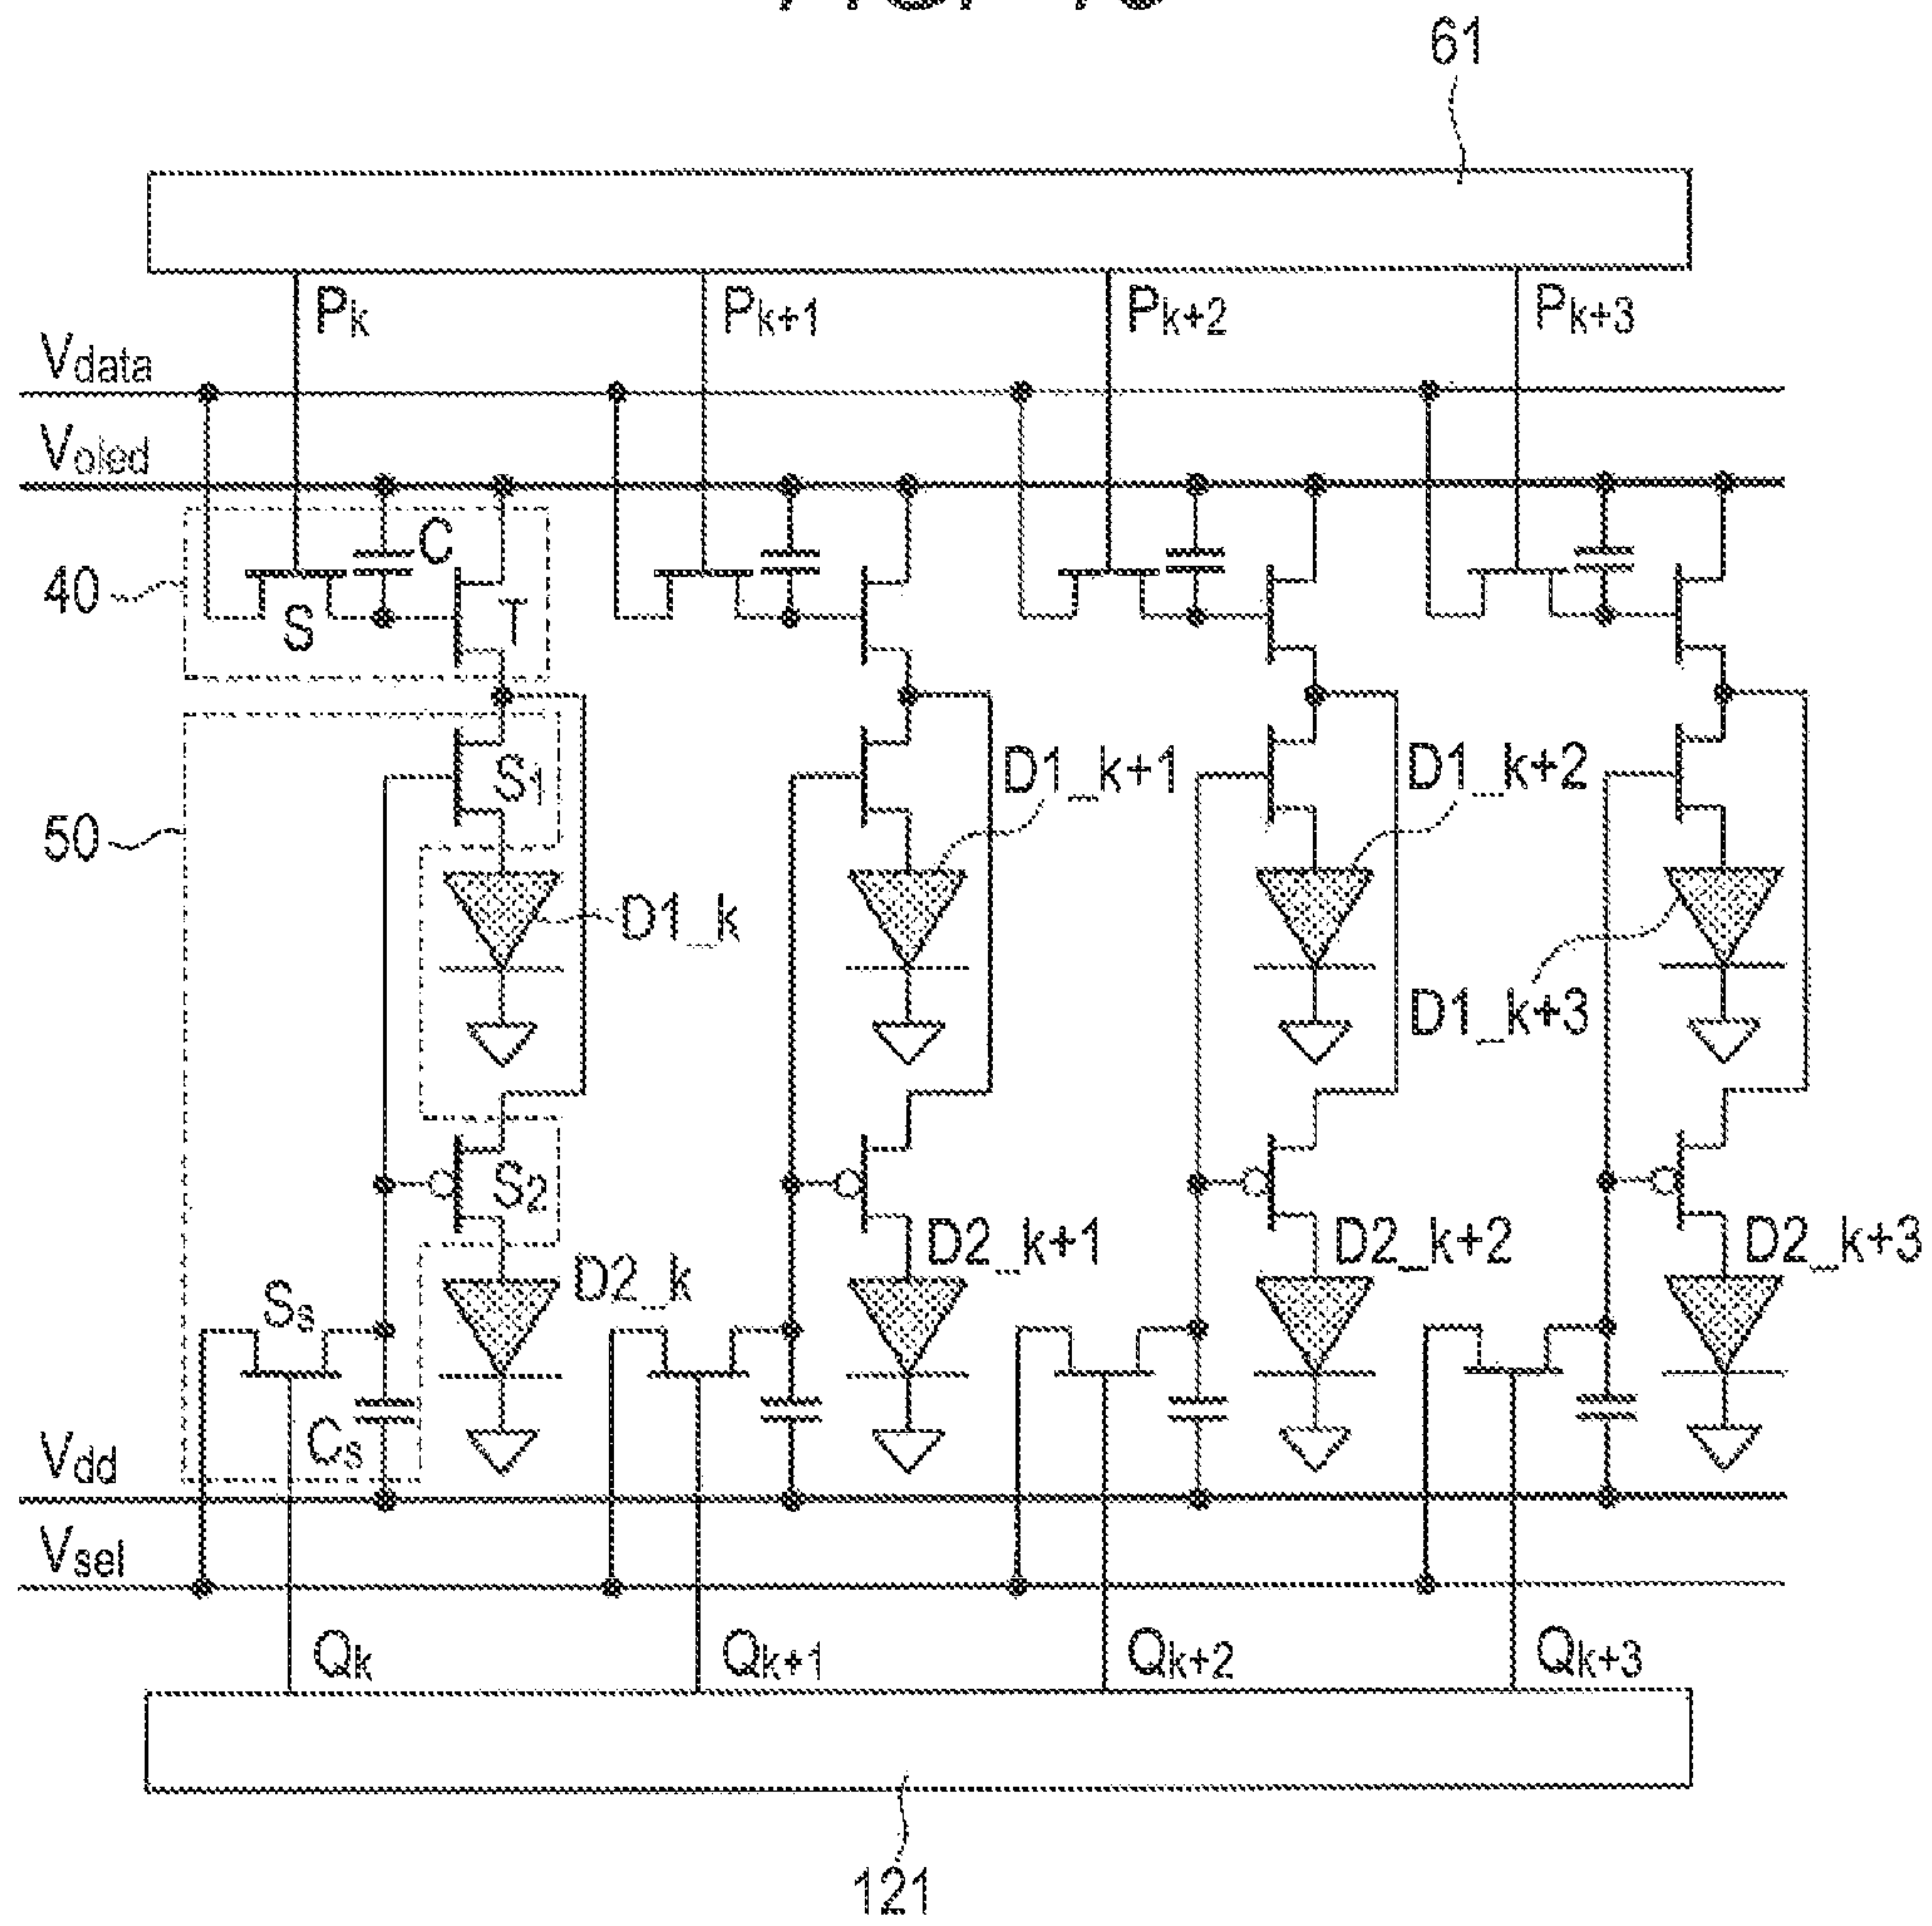 61
Pk
Pk+1
Pk+2
Pk+3
Vdata
Voled
40
C
S
T
50
S1
D1_k
D1_k+1
D1_k+2
D1_k+3
S2
D2_k
D2_k+1
D2_k+2
D2_k+3
Ss
Cs
Vdd
Vsel
Qk
Qk+1
Qk+2
Qk+3
121